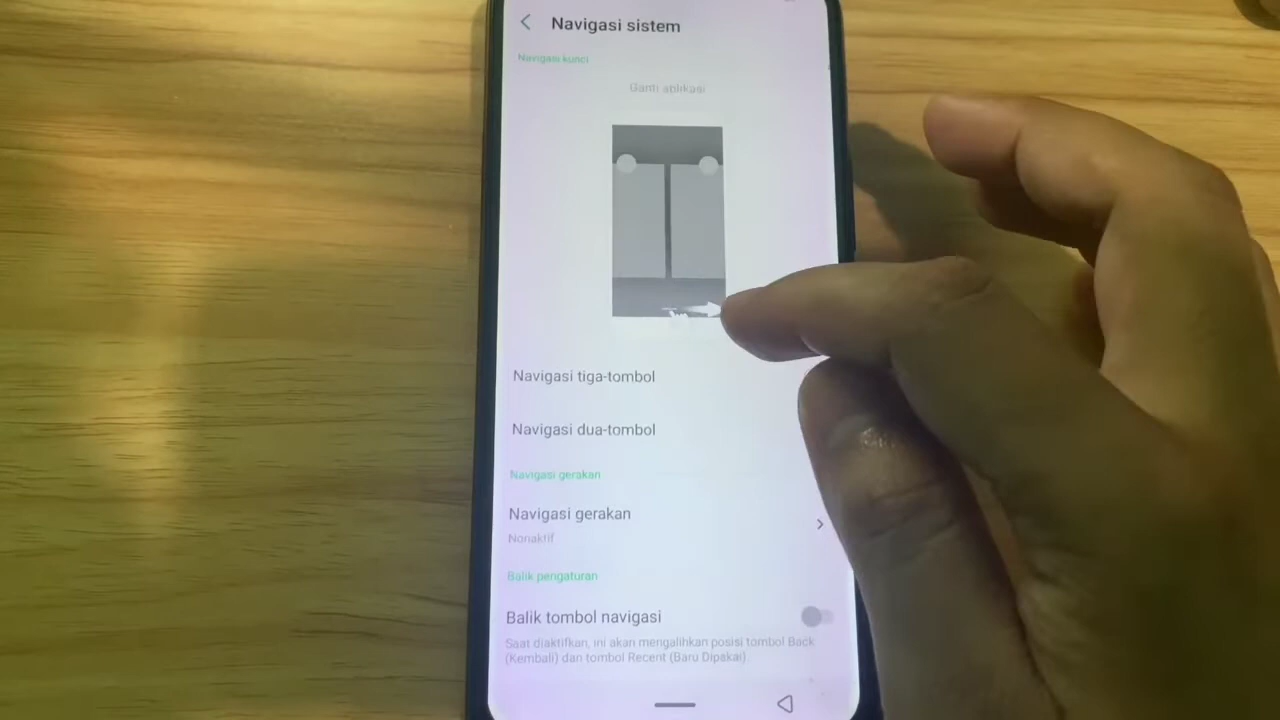 Navigasi sistem
Navigasi kunci
Ganti aplikasi
Navigasi tiga-tombol
Navigasi dua-tombol
Navigasi gerakan
Navigasi gerakan
Nonaktif
Balik pengaturan
Balik tombol navigasi
Saat diaktifkan, ini akan mengalihkan posisi tombol Back
(Kembali) dan tombol Recent (Baru Dipakai).